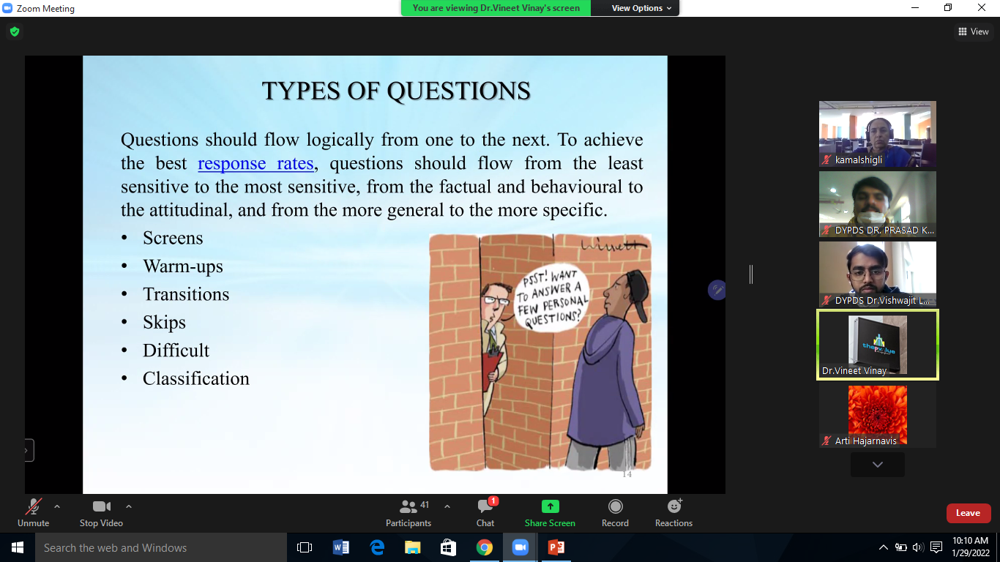 Zoom Meeting
You are viewing Dr.Vineet Vinay's screen
View Options
View
TYPES OF QUESTIONS
Questions should flow logically from one to the next. To achieve
the best response rates, questions should flow from the least
sensitive to the most sensitive, from the factual and behavioural to
the attitudinal, and from the more general to the more specific.
• Screens
• Warm-ups
• Transitions
• Skips
• Difficult
• Classification
PSST! WANT
TO ANSWER A
FEW PERSONAL
QUESTIONS?
14
kamalshigli
DYPDS DR. PRASAD K...
DYPDS Dr.Vishwajit L...
Dr.Vineet Vinay
Arti Hajarnavis
Unmute
Stop Video
41
Participants
1
Chat
Share Screen
Record
Reactions
Leave
Search the web and Windows
10:10 AM
1/29/2022